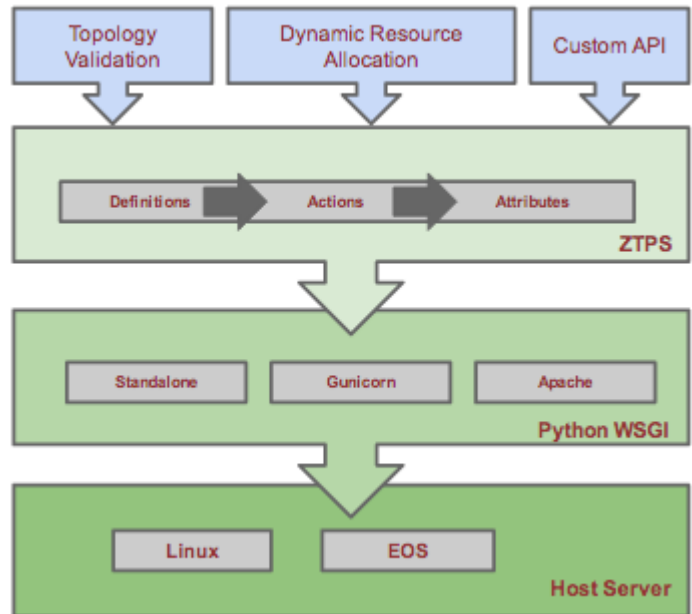 Topology
Validation
Dynamic Resource
Allocation
Custom API
Definitions
Actions
Attributes
ZTPS
Standalone
Gunicorn
Apache
Python WSGI
Linux
EOS
Host Server